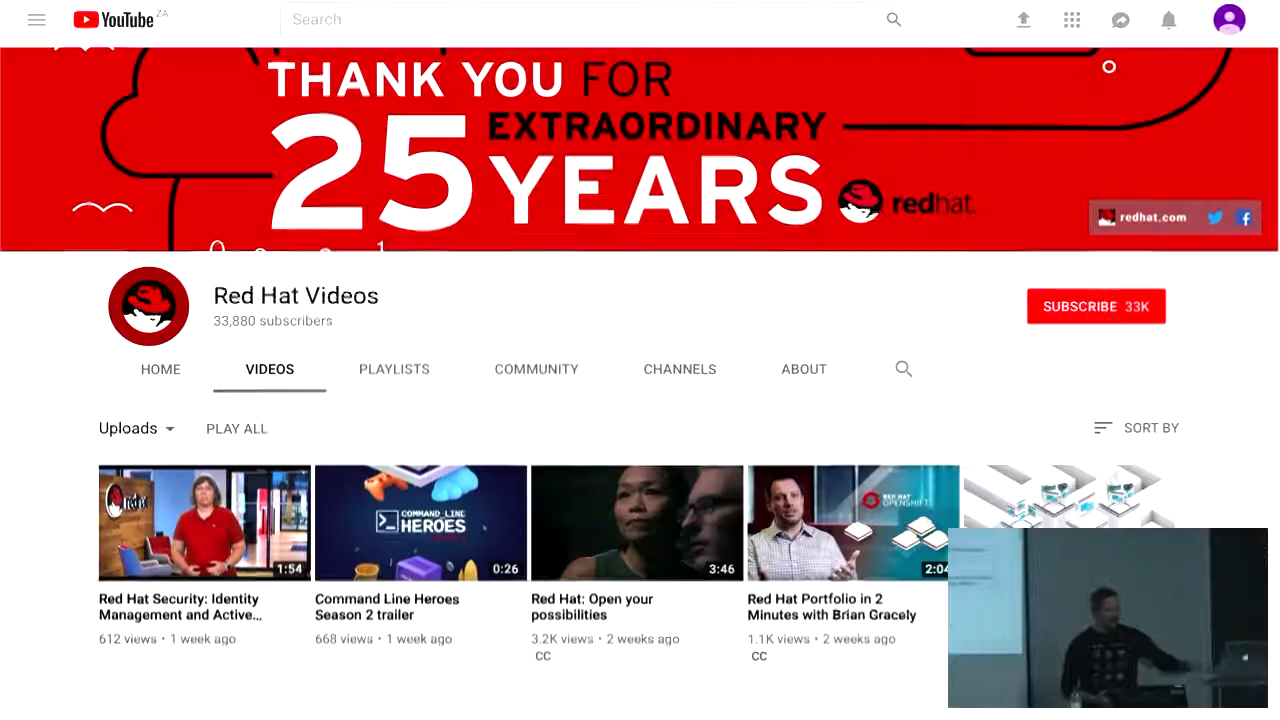 YouTube ZA
Search
THANK YOU FOR
25 EXTRAORDINARY
YEARS
redhat.
redhat.com
Red Hat Videos
33,880 subscribers
SUBSCRIBE 33K
HOME
VIDEOS
PLAYLISTS
COMMUNITY
CHANNELS
ABOUT
Uploads
PLAY ALL
SORT BY
redhat
1:54
COMMAND_LINE
HEROES
0:26
3:46
RED HAT
OPENSHIFT
2:04
Red Hat Security: Identity
Management and Active...
612 views • 1 week ago
Command Line Heroes
Season 2 trailer
668 views • 1 week ago
Red Hat: Open your
possibilities
3.2K views • 2 weeks ago
CC
Red Hat Portfolio in 2
Minutes with Brian Gracely
1.1K views • 2 weeks ago
CC